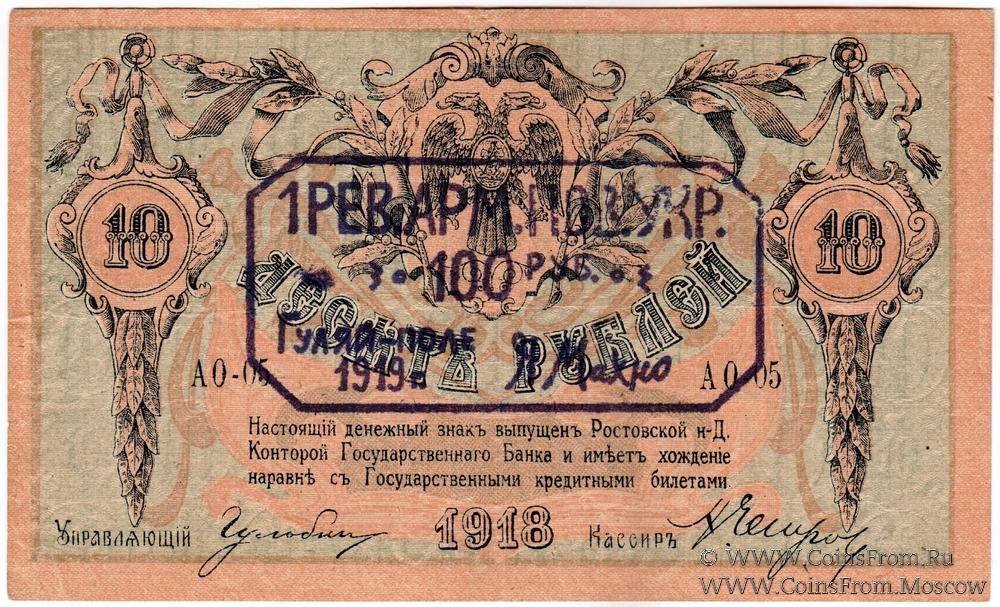 10 10
1 РЕВ. АРМ. УКР.
100 РУБ.
ДЕСЯТЬ РУБЛЕЙ
ГУЛЯЙ-ПОЛЕ
1919 Махно
АО-05 АО-05
Настоящій денежный знакъ выпущенъ Ростовской н-Д.
Конторой Государственнаго Банка и имѣетъ хожденіе
наравнѣ съ Государственными кредитными билетами.
Управляющій 1918 Кассиръ
© WWW.CoinsFrom.Ru
WWW.CoinsFrom.Moscow